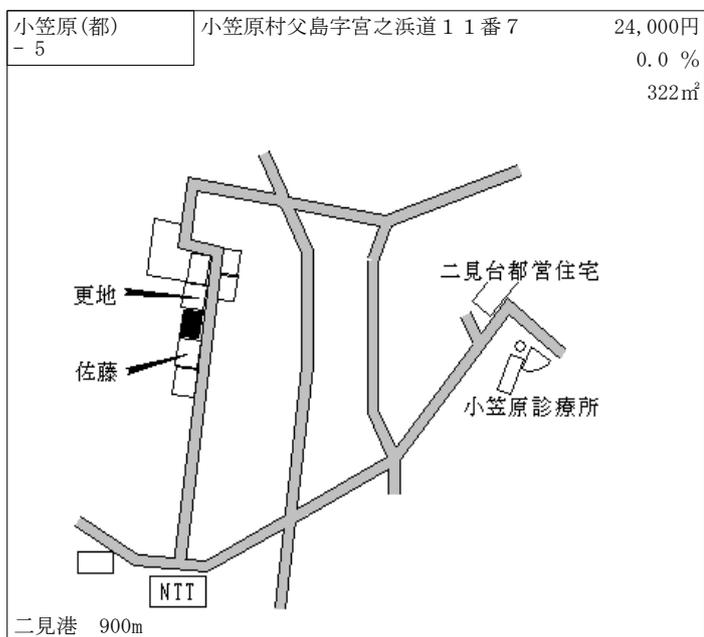 小笠原(都)
- 5
小笠原村父島字宮之浜道１１番７
24,000円
0.0 %
322㎡
二見台都営住宅
更地
佐藤
小笠原診療所
NTT
二見港　900m